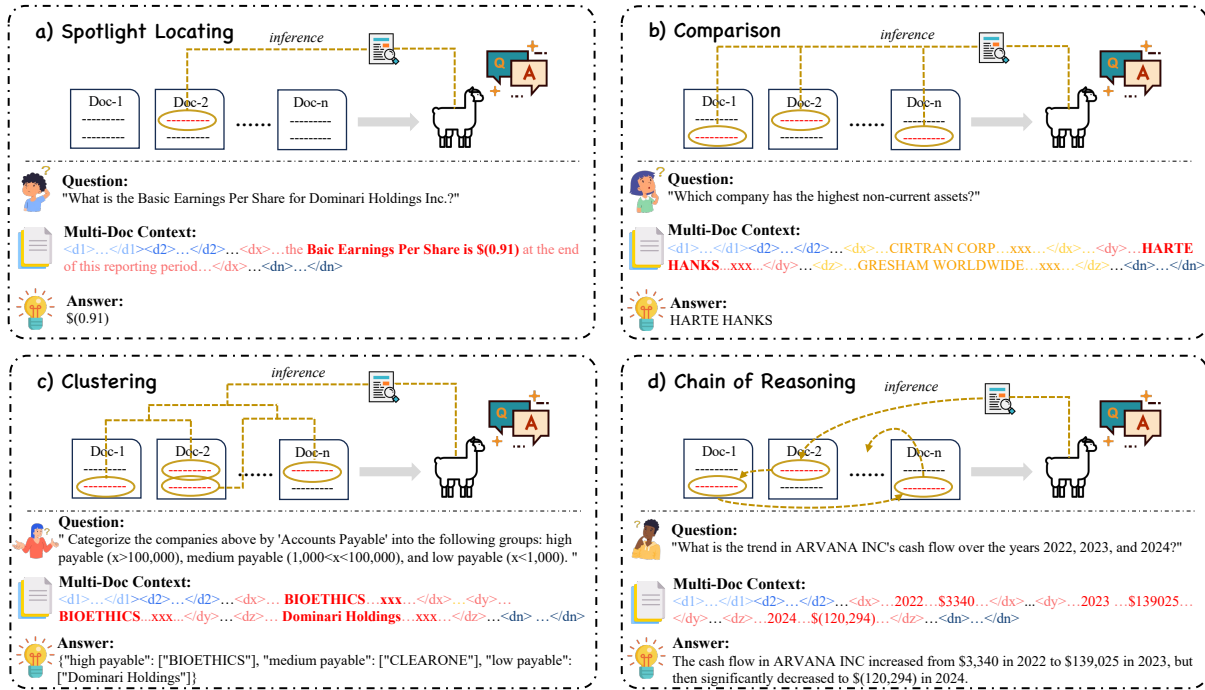 a) Spotlight Locating
inference
Doc-1
Doc-2
Doc-n
......
Q
A
Question:
"What is the Basic Earnings Per Share for Dominari Holdings Inc.?"
Multi-Doc Context:
<d1>…</d1><d2>…</d2>…<dx>…the Baic Earnings Per Share is $(0.91) at the end
of this reporting period…</dx>…<dn>…</dn>
Answer:
$(0.91)
b) Comparison
inference
Doc-1
Doc-2
Doc-n
......
Q
A
Question:
"Which company has the highest non-current assets?"
Multi-Doc Context:
<d1>…</d1><d2>…</d2>…<dx>…CIRTRAN CORP…xxx…</dx>…<dy>…HARTE
HANKS...xxx...</dy>…<dz>…GRESHAM WORLDWIDE…xxx…</dz>…<dn>…</dn>
Answer:
HARTE HANKS
c) Clustering
inference
Doc-1
Doc-2
Doc-n
......
Q
A
Question:
" Categorize the companies above by 'Accounts Payable' into the following groups: high
payable (x>100,000), medium payable (1,000<x<100,000), and low payable (x<1,000). "
Multi-Doc Context:
<d1>…</d1><d2>…</d2>…<dx>… BIOETHICS…xxx…</dx>…<dy>…
BIOETHICS...xxx...</dy>…<dz>… Dominari Holdings…xxx…</dz>…<dn> …</dn>
Answer:
{"high payable": ["BIOETHICS"], "medium payable": ["CLEARONE"], "low payable":
["Dominari Holdings"]}
d) Chain of Reasoning
inference
Doc-1
Doc-2
Doc-n
......
Q
A
Question:
"What is the trend in ARVANA INC's cash flow over the years 2022, 2023, and 2024?"
Multi-Doc Context:
<d1>…</d1><d2>…</d2>…<dx>…2022…$3340…</dx>...<dy>…2023 …$139025…
</dy>…<dz>…2024…$(120,294)…</dz>…<dn>…</dn>
Answer:
The cash flow in ARVANA INC increased from $3,340 in 2022 to $139,025 in 2023, but
then significantly decreased to $(120,294) in 2024.